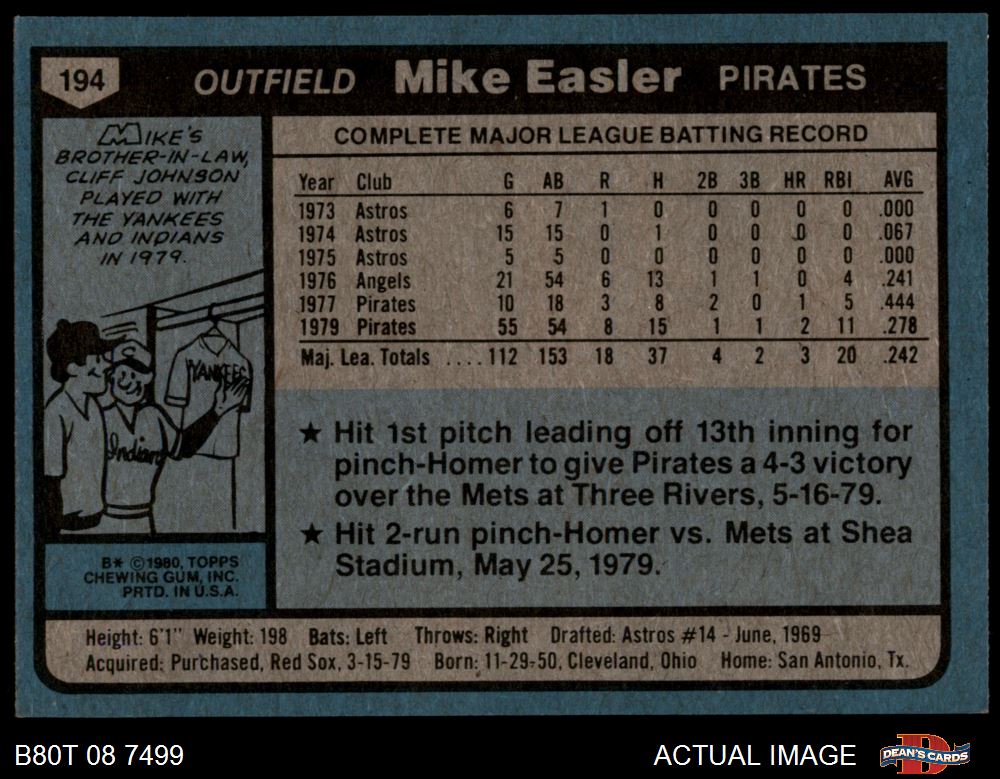 194 OUTFIELD Mike Easler PIRATES
MIKE'S
BROTHER-IN-LAW,
CLIFF JOHNSON
PLAYED WITH
THE YANKEES
AND INDIANS
IN 1979.
YANKEES
Indians
B* ©1980, TOPPS
CHEWING GUM, INC.
PRTD. IN U.S.A.
COMPLETE MAJOR LEAGUE BATTING RECORD
Year Club G AB R H 2B 3B HR RBI AVG
1973 Astros 6 7 1 0 0 0 0 0 .000
1974 Astros 15 15 0 1 0 0 0 0 .067
1975 Astros 5 5 0 0 0 0 0 0 .000
1976 Angels 21 54 6 13 1 1 0 4 .241
1977 Pirates 10 18 3 8 2 0 1 5 .444
1979 Pirates 55 54 8 15 1 1 2 11 .278
Maj. Lea. Totals ....112 153 18 37 4 2 3 20 .242
★ Hit 1st pitch leading off 13th inning for
pinch-Homer to give Pirates a 4-3 victory
over the Mets at Three Rivers, 5-16-79.
★ Hit 2-run pinch-Homer vs. Mets at Shea
Stadium, May 25, 1979.
Height: 6'1" Weight: 198 Bats: Left Throws: Right Drafted: Astros #14 - June, 1969
Acquired: Purchased, Red Sox, 3-15-79 Born: 11-29-50, Cleveland, Ohio Home: San Antonio, Tx.
B80T 08 7499 ACTUAL IMAGE DEAN'S CARDS